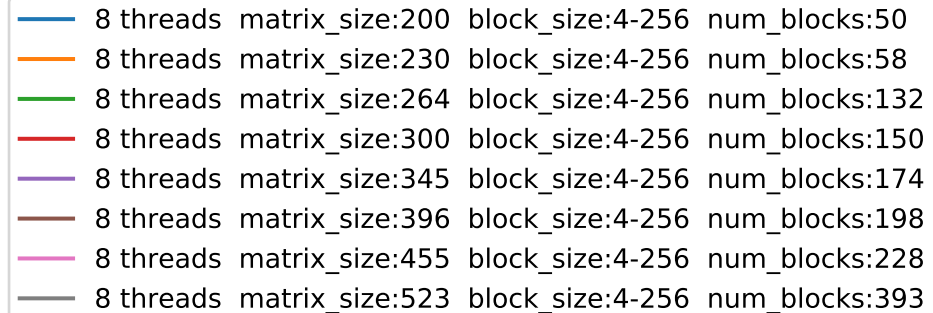 8 threads matrix_size:200 block_size:4-256 num_blocks:50
8 threads matrix_size:230 block_size:4-256 num_blocks:58
8 threads matrix_size:264 block_size:4-256 num_blocks:132
8 threads matrix_size:300 block_size:4-256 num_blocks:150
8 threads matrix_size:345 block_size:4-256 num_blocks:174
8 threads matrix_size:396 block_size:4-256 num_blocks:198
8 threads matrix_size:455 block_size:4-256 num_blocks:228
8 threads matrix_size:523 block_size:4-256 num_blocks:393